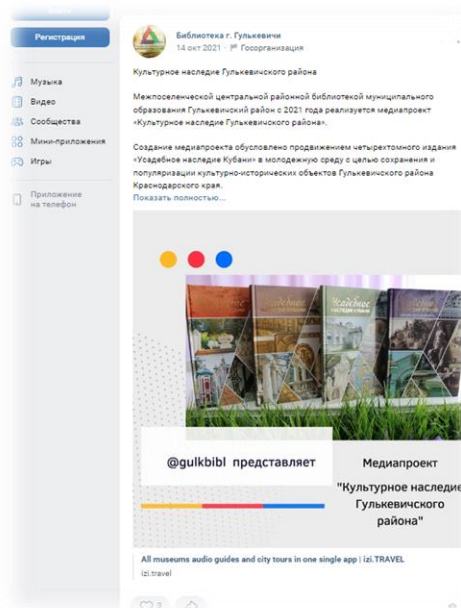 Регистрация
Музыка
Видео
Сообщества
Мини-приложения
Игры
Приложение
на телефон
Библиотека г. Гулькевичи
14 окт 2021 · Госорганизация
Культурное наследие Гулькевичского района
Межпоселенческой центральной районной библиотекой муниципального
образования Гулькевичский район с 2021 года реализуется медиапроект
«Культурное наследие Гулькевичского района».
Создание медиапроекта обусловлено продвижением четырехтомного издания
«Усадебное наследие Кубани» в молодежную среду с целью сохранения и
популяризации культурно-исторических объектов Гулькевичского района
Краснодарского края.
Показать полностью...
Усадебное
@gulkbibl представляет
Медиапроект
"Культурное наследие
Гулькевичского
района"
All museums audio guides and city tours in one single app | izi.TRAVEL
izi.travel
3